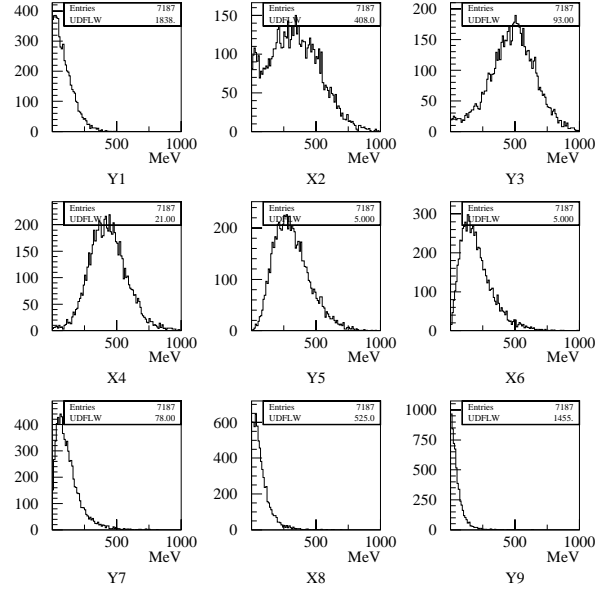 Entries 7187
UDFLW 1838.
400
300
200
100
0
500 1000
MeV
Y1
Entries 7187
UDFLW 408.0
150
100
50
0
500 1000
MeV
X2
Entries 7187
UDFLW 93.00
200
150
100
50
0
500 1000
MeV
Y3
Entries 7187
UDFLW 21.00
200
150
100
50
0
500 1000
MeV
X4
Entries 7187
UDFLW 5.000
200
100
0
500 1000
MeV
Y5
Entries 7187
UDFLW 5.000
300
200
100
0
500 1000
MeV
X6
Entries 7187
UDFLW 78.00
400
300
200
100
0
500 1000
MeV
Y7
Entries 7187
UDFLW 525.0
600
400
200
0
500 1000
MeV
X8
Entries 7187
UDFLW 1455.
1000
750
500
250
0
500 1000
MeV
Y9